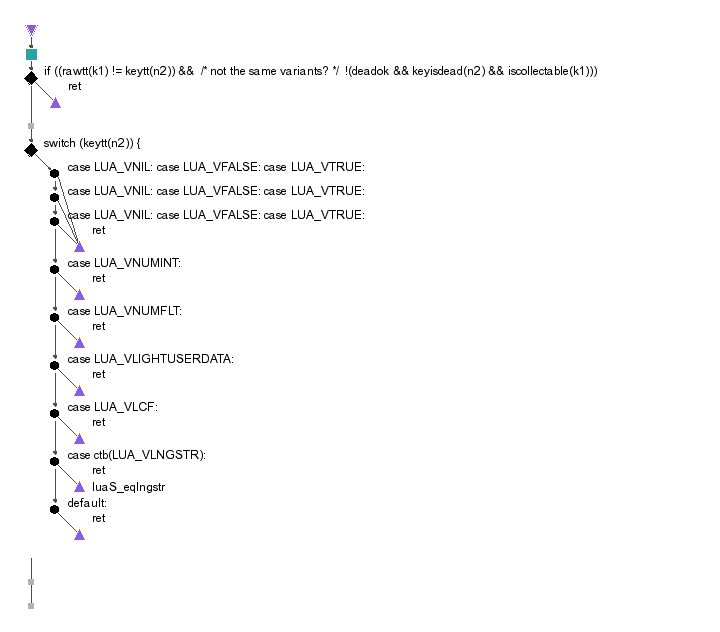 if ((rawtt(k1) != keytt(n2)) && /* not the same variants? */ !(deadok && keyisdead(n2) && iscollectable(k1)))
ret
switch (keytt(n2)) {
case LUA_VNIL: case LUA_VFALSE: case LUA_VTRUE:
case LUA_VNIL: case LUA_VFALSE: case LUA_VTRUE:
case LUA_VNIL: case LUA_VFALSE: case LUA_VTRUE:
ret
case LUA_VNUMINT:
ret
case LUA_VNUMFLT:
ret
case LUA_VLIGHTUSERDATA:
ret
case LUA_VLCF:
ret
case ctb(LUA_VLNGSTR):
ret
luaS_eqlngstr
default:
ret